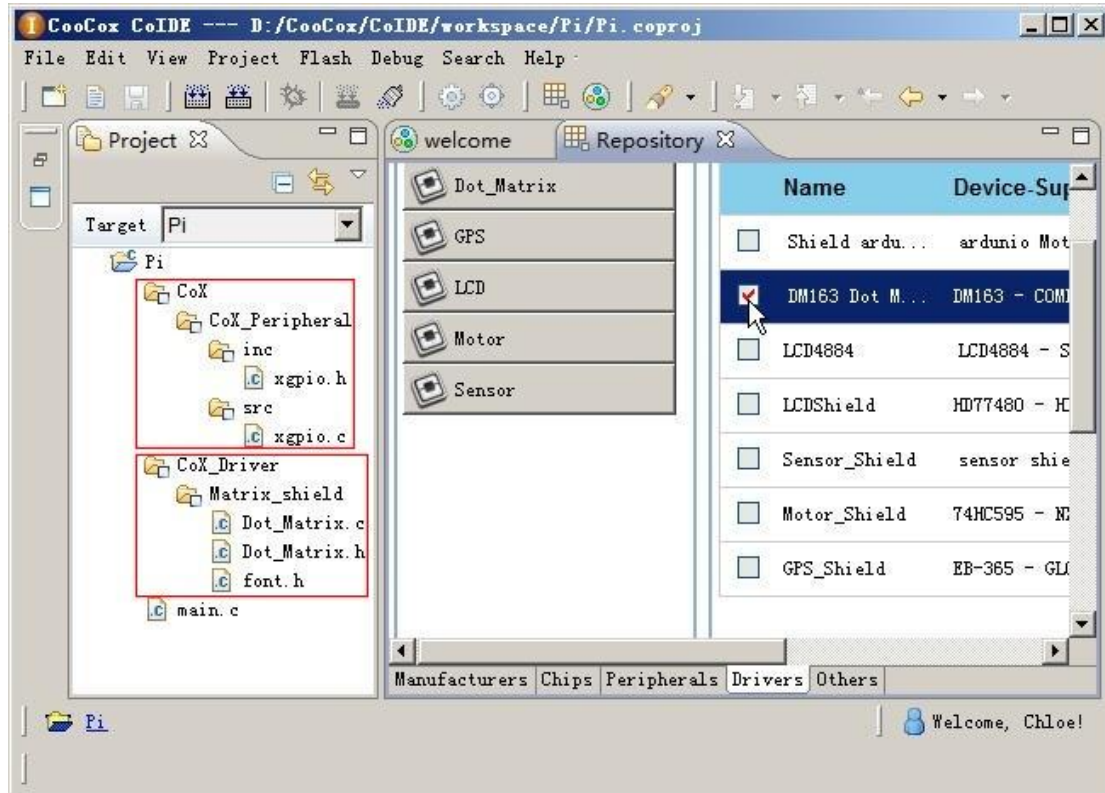 CooCox CoIDE --- D:/CooCox/CoIDE/workspace/Pi/Pi.coproj
File Edit View Project Flash Debug Search Help
Project
welcome
Repository
Target Pi
Pi
CoX
CoX_Peripheral
inc
xgpio.h
src
xgpio.c
CoX_Driver
Matrix_shield
Dot_Matrix.c
Dot_Matrix.h
font.h
main.c
Dot_Matrix
GPS
LCD
Motor
Sensor
Name Device-Sup
Shield ardu... ardunio Mot
DM163 Dot M... DM163 - COM
LCD4884 LCD4884 - S
LCDShield HD77480 - H
Sensor_Shield sensor shie
Motor_Shield 74HC595 - N
GPS_Shield EB-365 - GL
Manufacturers Chips Peripherals Drivers Others
Pi
Welcome, Chloe!